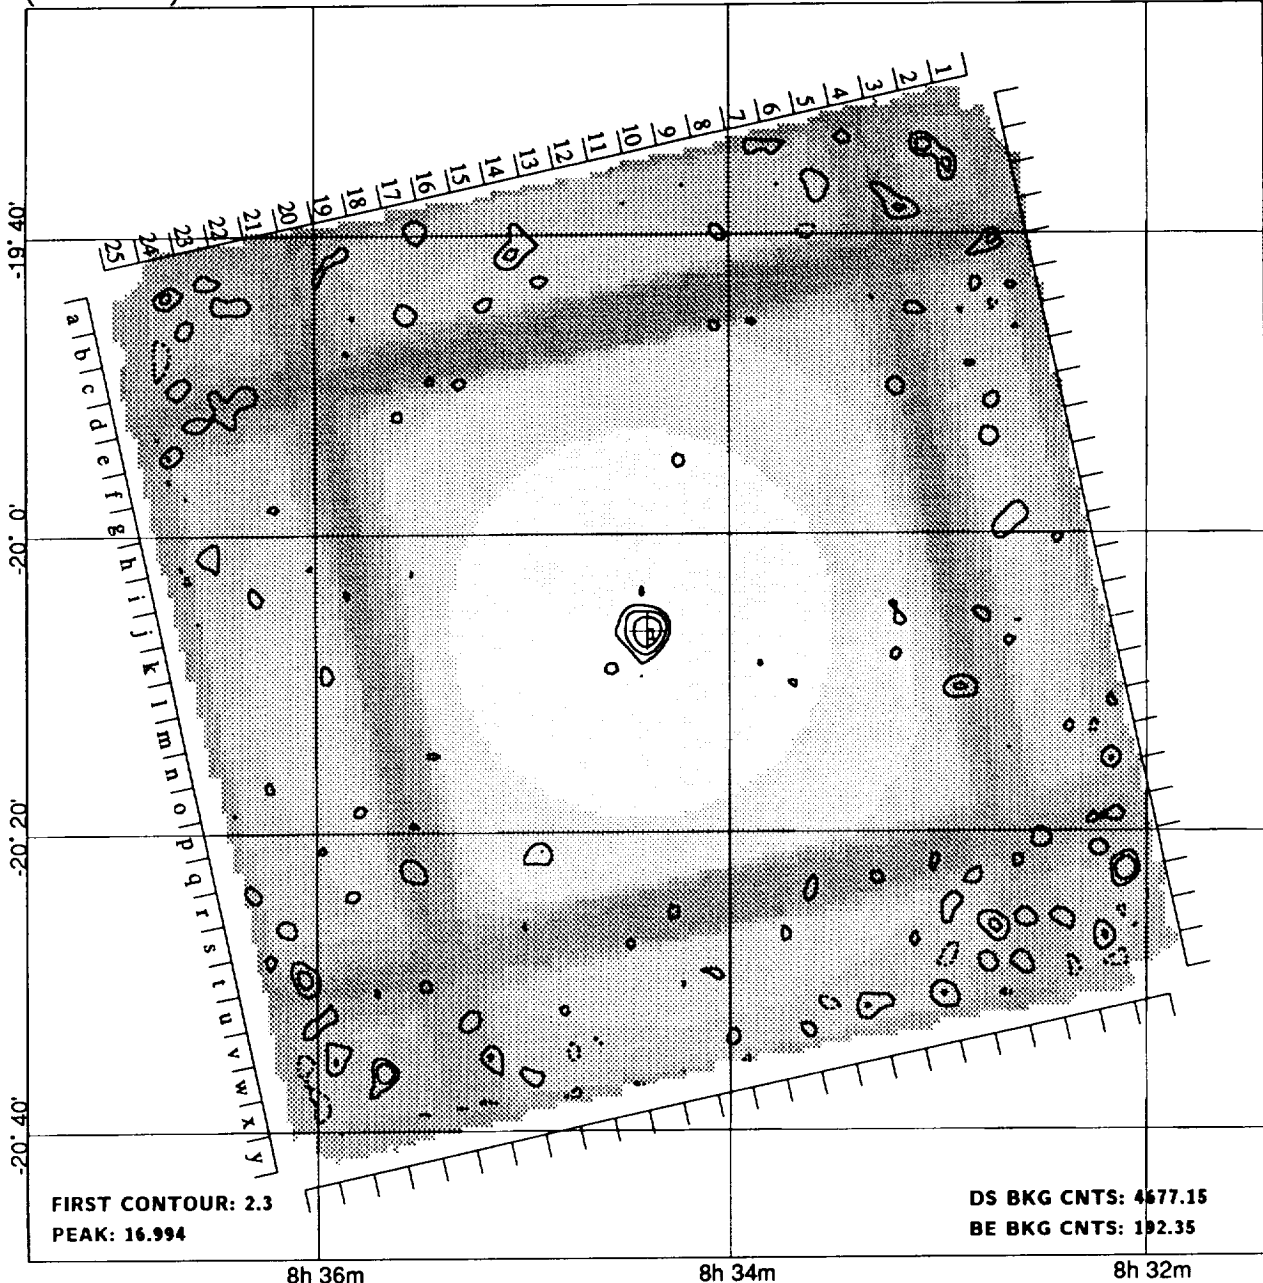 1 2 3 4 5 6 7 8 9 10 11 12 13 14 15 16 17 18 19 20 21 22 23 24 25
-19° 40'
a b c d e f g h i j k l m n o p q r s t u v w x y
-20° 0'
-20° 20'
-20° 40'
FIRST CONTOUR: 2.3
DS BKG CNTS: 4677.15
PEAK: 16.994
BE BKG CNTS: 192.35
8h 36m
8h 34m
8h 32m